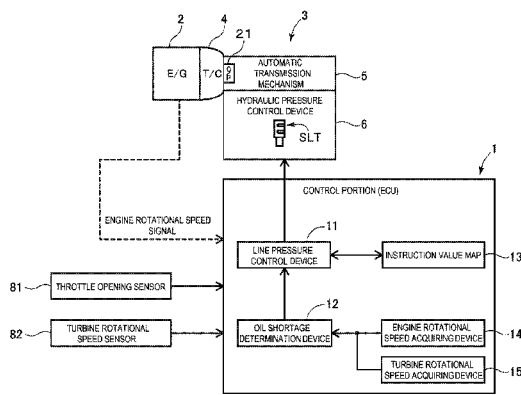 2
4
3
21
E/G
T/C
O/P
AUTOMATIC
TRANSMISSION
MECHANISM
5
HYDRAULIC PRESSURE
CONTROL DEVICE
6
SLT
1
CONTROL PORTION (ECU)
ENGINE ROTATIONAL SPEED
SIGNAL
11
LINE PRESSURE
CONTROL DEVICE
INSTRUCTION VALUE MAP
13
81
THROTTLE OPENING SENSOR
12
82
TURBINE ROTATIONAL
SPEED SENSOR
OIL SHORTAGE
DETERMINATION DEVICE
ENGINE ROTATIONAL
SPEED ACQUIRING DEVICE
14
TURBINE ROTATIONAL
SPEED ACQUIRING DEVICE
15